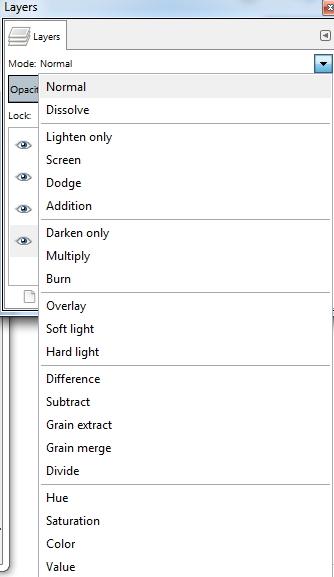 Layers
Layers
Mode: Normal
Opacit
Lock:
Normal
Dissolve
Lighten only
Screen
Dodge
Addition
Darken only
Multiply
Burn
Overlay
Soft light
Hard light
Difference
Subtract
Grain extract
Grain merge
Divide
Hue
Saturation
Color
Value